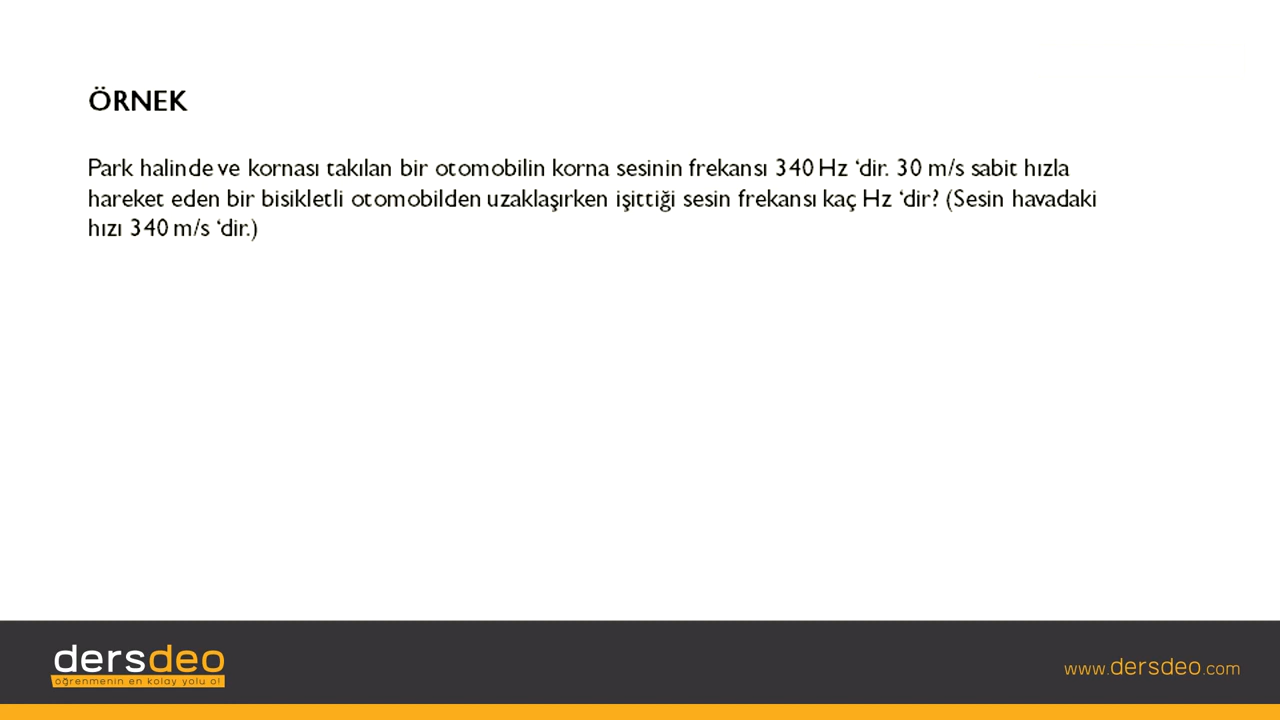 ÖRNEK
Park halinde ve kornası takılan bir otomobilin korna sesinin frekansı 340 Hz ‘dir. 30 m/s sabit hızla
hareket eden bir bisikletli otomobilden uzaklaşırken işittiği sesin frekansı kaç Hz ‘dir? (Sesin havadaki
hızı 340 m/s ‘dir.)
dersdeo
öğrenmenin en kolay yolu o!
www.dersdeo.com